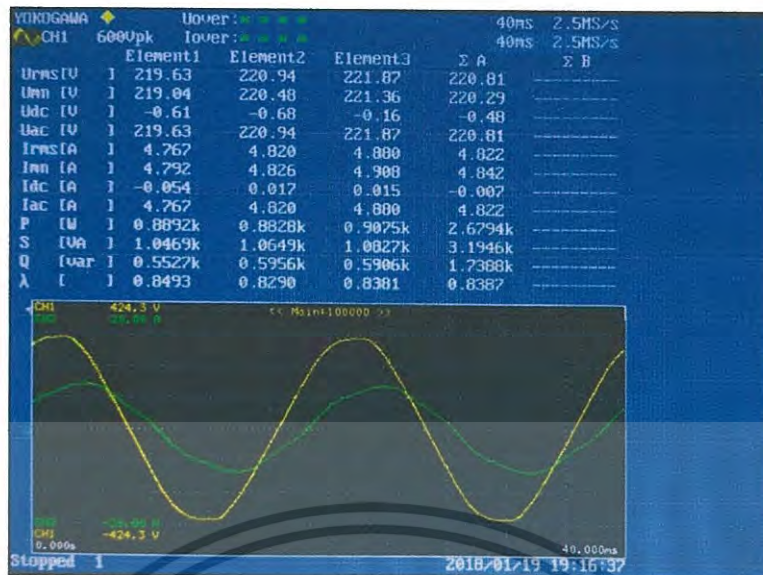 YOKOGAWA Uover: 40ms 2.5MS/s
CH1 600Vpk Iover: 40ms 2.5MS/s
Element1 Element2 Element3 Σ A Σ B
Urms[V ] 219.63 220.94 221.87 220.81
Umn [V ] 219.04 220.48 221.36 220.29
Udc [V ] -0.61 -0.68 -0.16 -0.48
Uac [V ] 219.63 220.94 221.87 220.81
Irms[A ] 4.767 4.820 4.880 4.822
Imn [A ] 4.792 4.826 4.908 4.842
Idc [A ] -0.054 0.017 0.015 -0.007
Iac [A ] 4.767 4.820 4.880 4.822
P [W ] 0.8892k 0.8828k 0.9075k 2.6794k
S [VA ] 1.0469k 1.0649k 1.0827k 3.1946k
Q [var ] 0.5527k 0.5956k 0.5906k 1.7388k
λ [ ] 0.8493 0.8290 0.8381 0.8387
CH1 424.3 V << Main:100000 >>
CH1 -424.3 V
0.000s 40.000ms
Stopped 1 2018/01/19 19:16:37